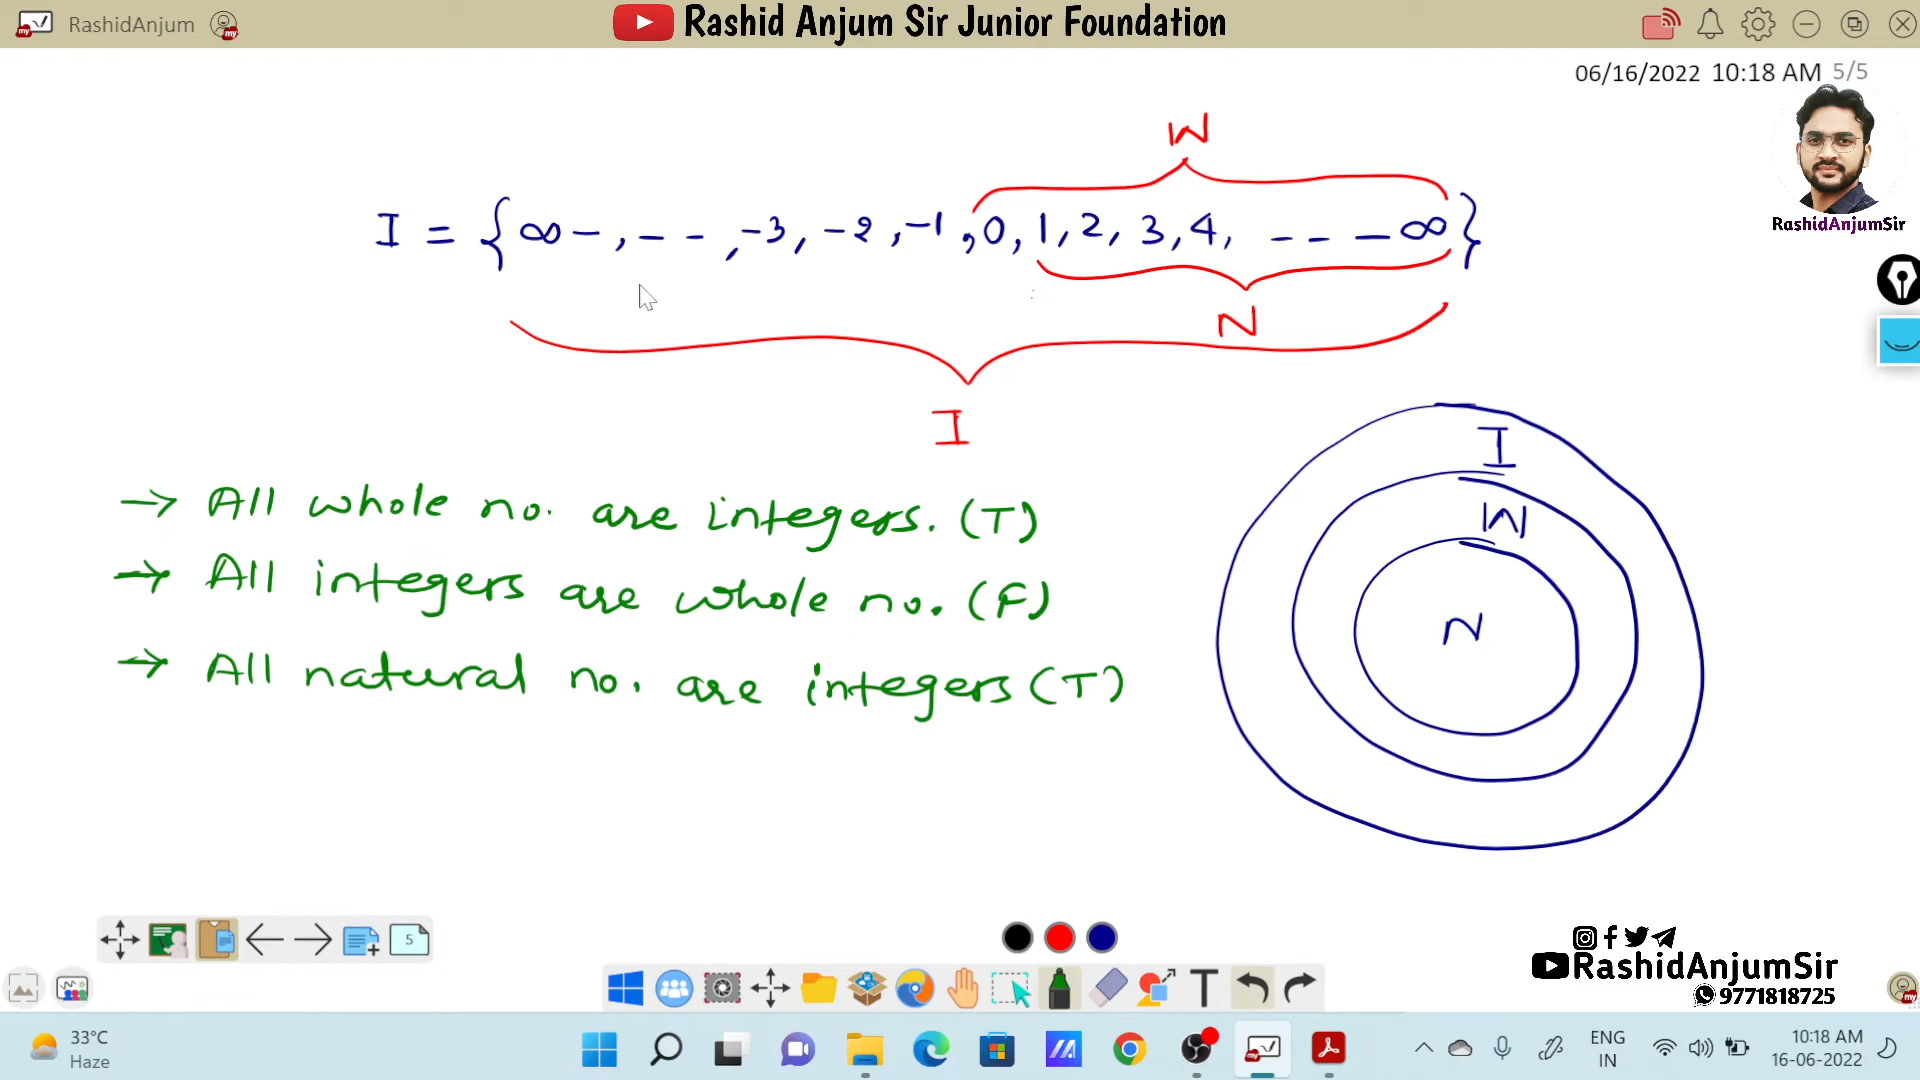 RashidAnjum
Rashid Anjum Sir Junior Foundation
06/16/2022 10:18 AM 5/5
RashidAnjumSir
W
I = {∞ - , - - , -3, -2, -1, 0, 1, 2, 3, 4, - - - ∞}
N
I
→ All whole no. are integers. (T)
→ All integers are whole no. (F)
→ All natural no. are integers (T)
I
W
N
5
RashidAnjumSir
9771818725
33°C
Haze
ENG
IN
10:18 AM
16-06-2022